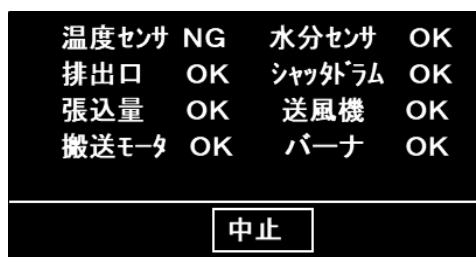 温度センサ NG 水分センサ OK
排出口 OK シャッタドラム OK
張込量 OK 送風機 OK
搬送モータ OK バーナ OK
中止